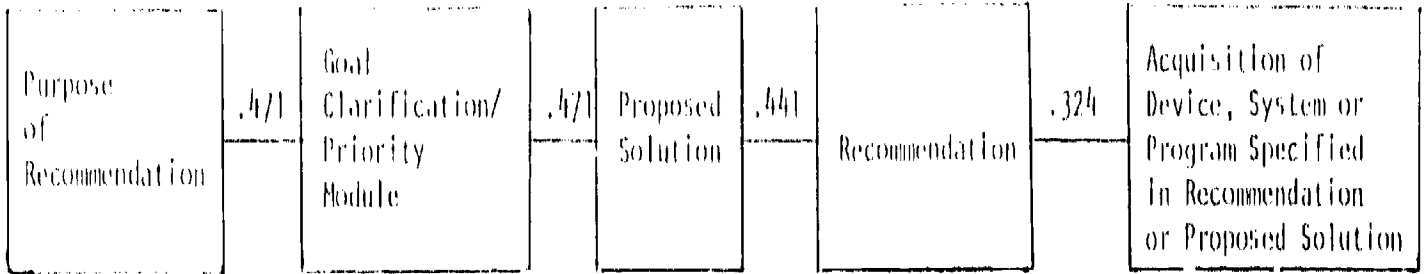 Purpose
of
Recommendation
.471
Goal
Clarification/
Priority
Module
.471
Proposed
Solution
.441
Recommendation
.324
Acquisition of
Device, System or
Program Specified
in Recommendation
or Proposed Solution